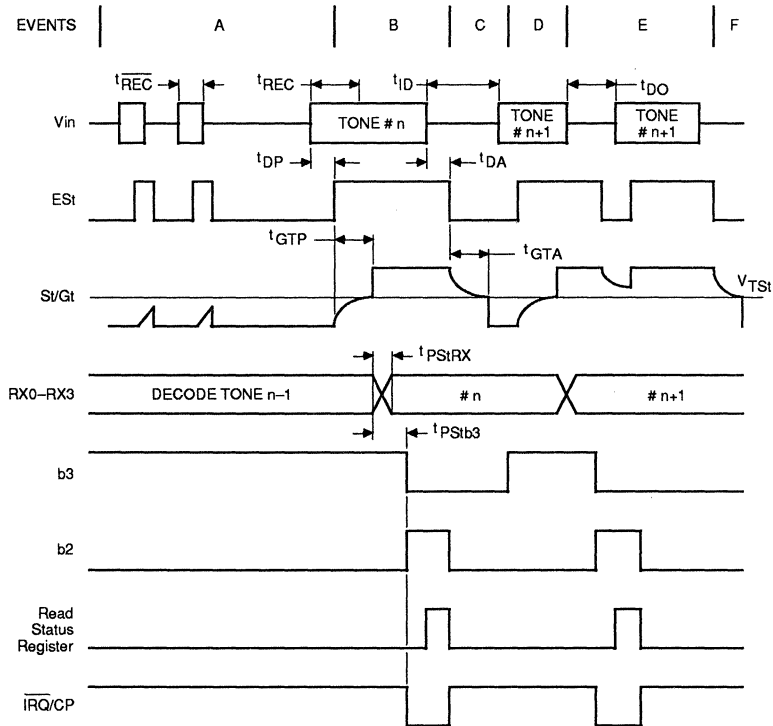 EVENTS A B C D E F
tREC tREC tID tDO
Vin TONE # n TONE # n+1 TONE # n+1
tDP tDA
ESt
tGTP tGTA
St/Gt VTSt
tPStRX
RX0–RX3 DECODE TONE n–1 # n # n+1
tPStb3
b3
b2
Read
Status
Register
IRQ/CP